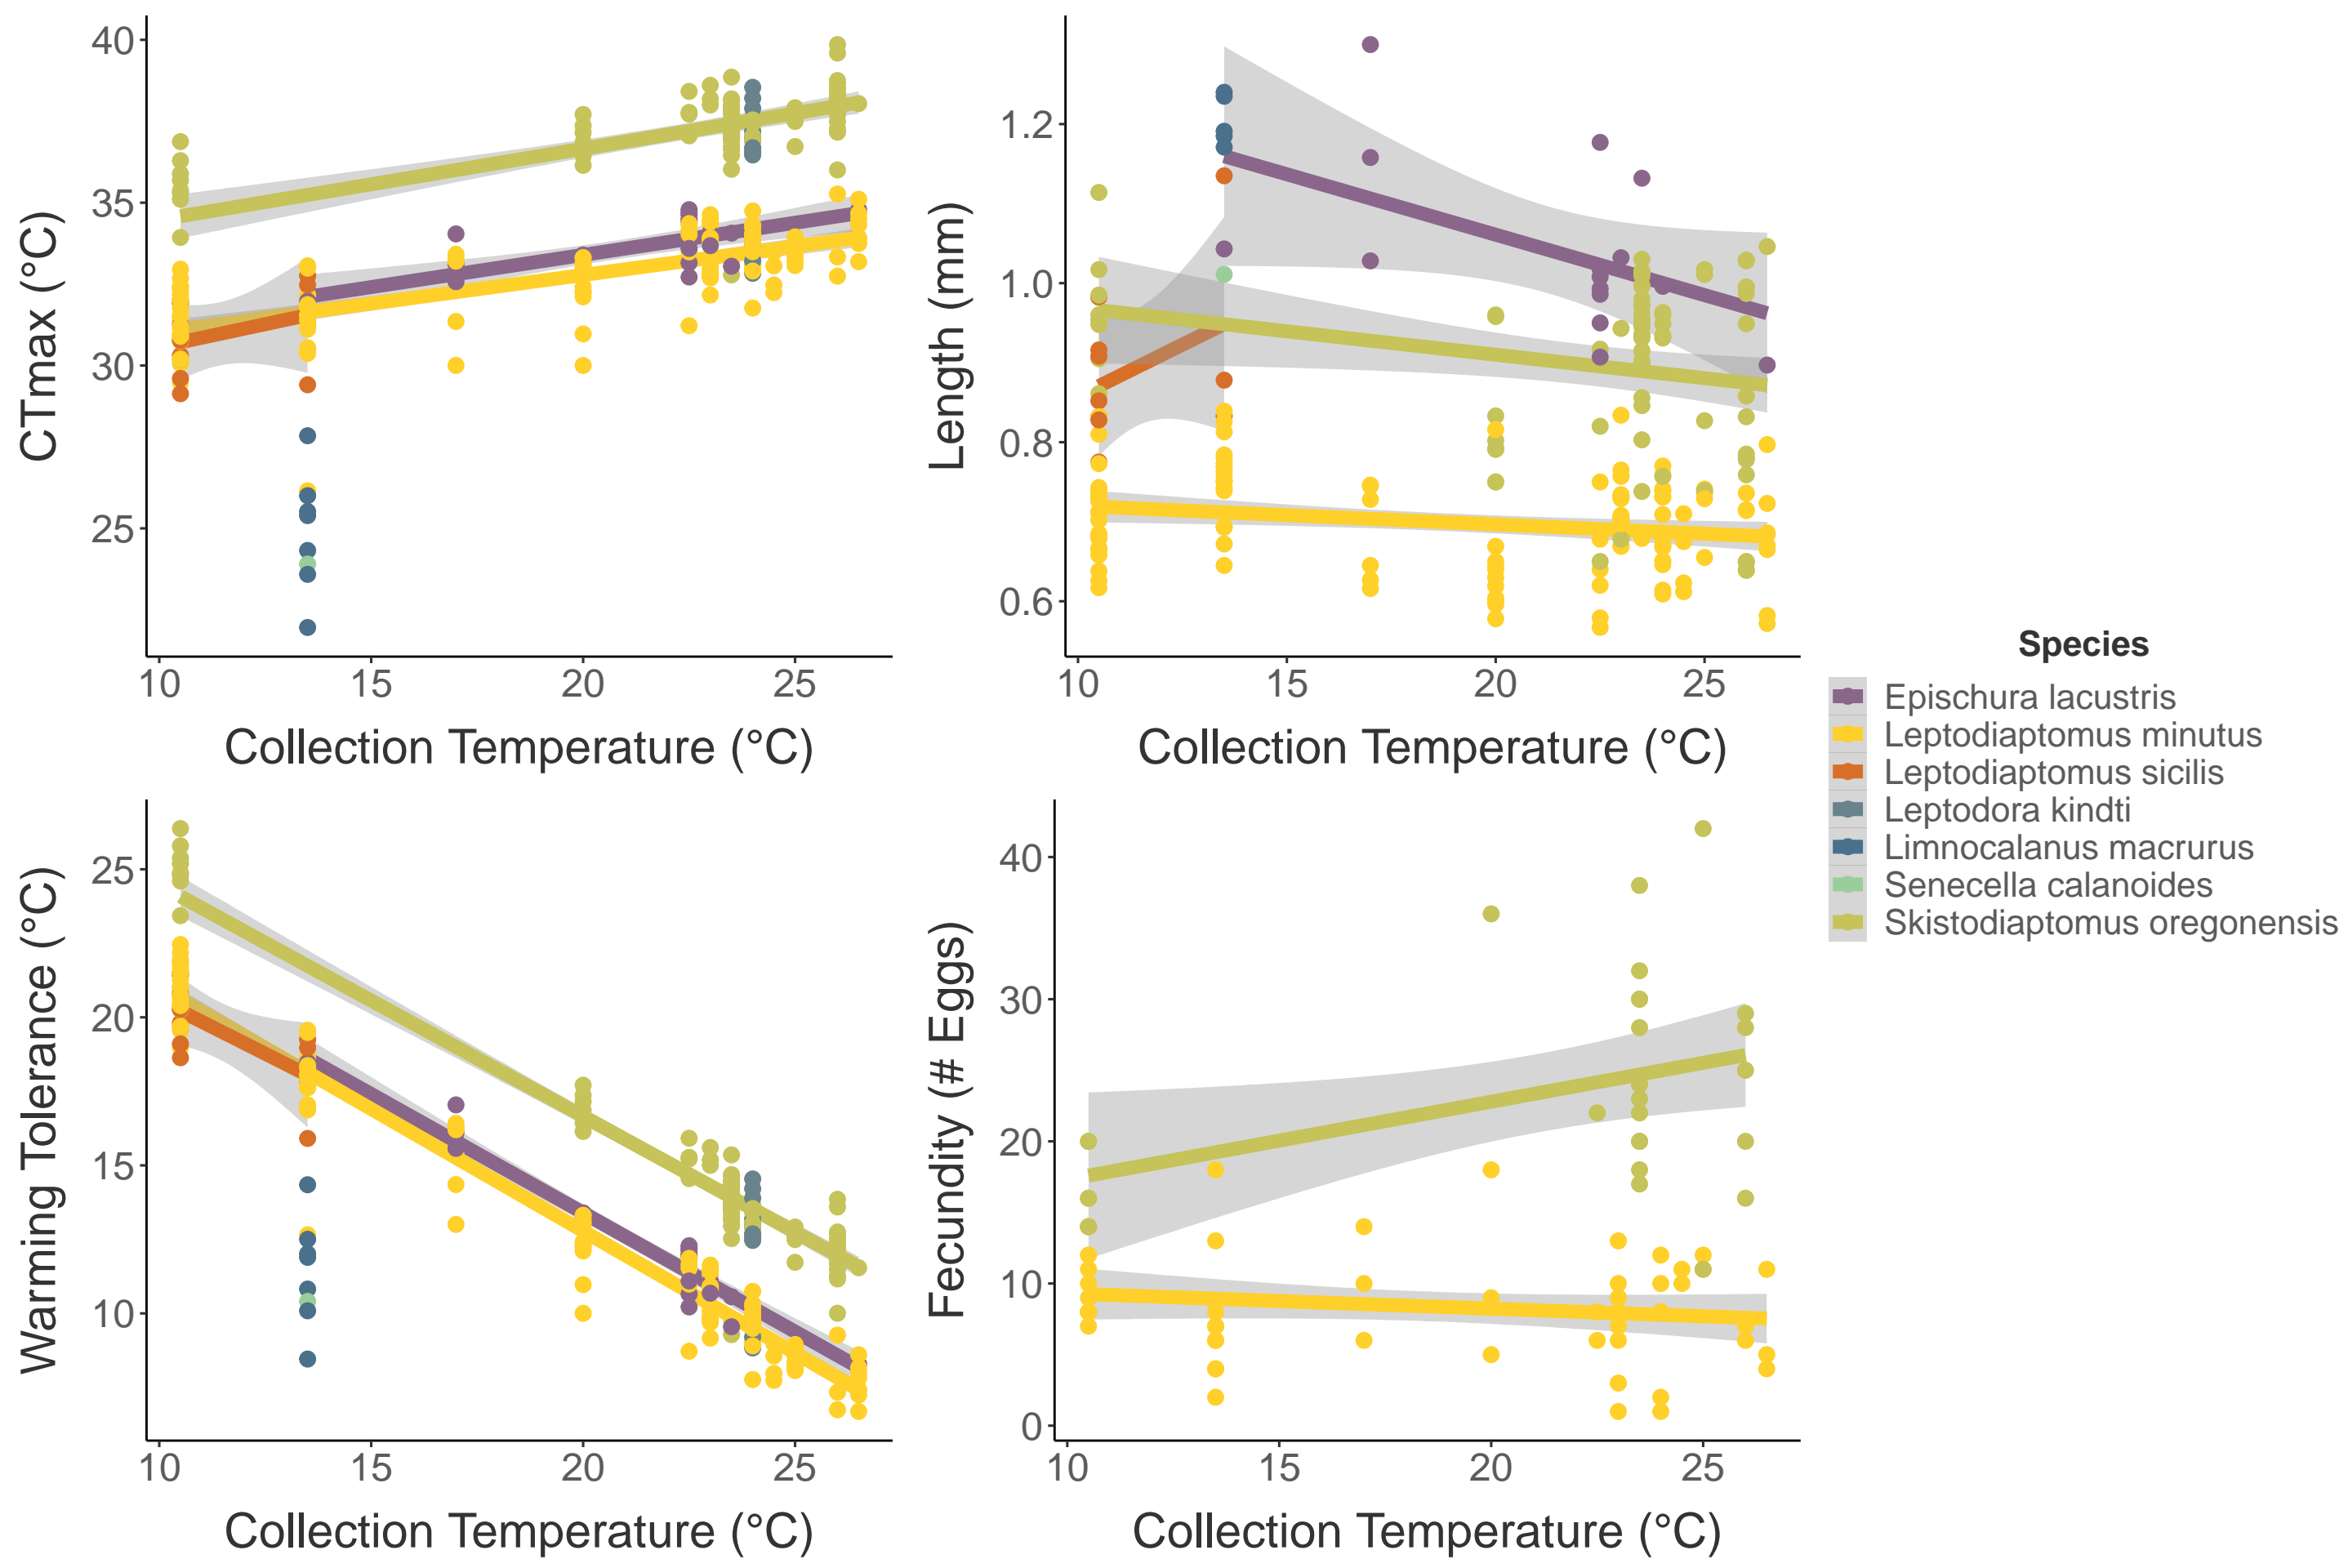 CTmax (°C)
40
35
30
25
10 15 20 25
Collection Temperature (°C)
Length (mm)
1.2
1.0
0.8
0.6
10 15 20 25
Collection Temperature (°C)
Warming Tolerance (°C)
25
20
15
10
10 15 20 25
Collection Temperature (°C)
Fecundity (# Eggs)
40
30
20
10
0
10 15 20 25
Collection Temperature (°C)
Species
Epischura lacustris
Leptodiaptomus minutus
Leptodiaptomus sicilis
Leptodora kindti
Limnocalanus macrurus
Senecella calanoides
Skistodiaptomus oregonensis